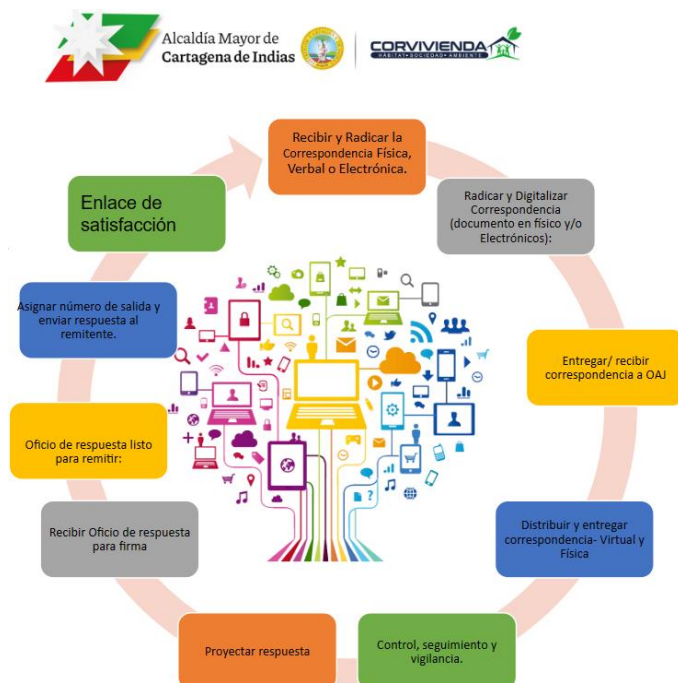 Alcaldía Mayor de
Cartagena de Indias
CORVIVIENDA
HÁBITAT·SOCIEDAD·AMBIENTE
Recibir y Radicar la
Correspondencia Física,
Verbal o Electrónica.
Radicar y Digitalizar
Correspondencia
(documento en físico y/o
Electrónicos):
Entregar/ recibir
correspondencia a OAJ
Distribuir y entregar
correspondencia- Virtual y
Física
Control, seguimiento y
vigilancia.
Proyectar respuesta
Recibir Oficio de respuesta
para firma
Oficio de respuesta listo
para remitir:
Asignar número de salida y
enviar respuesta al
remitente.
Enlace de
satisfacción